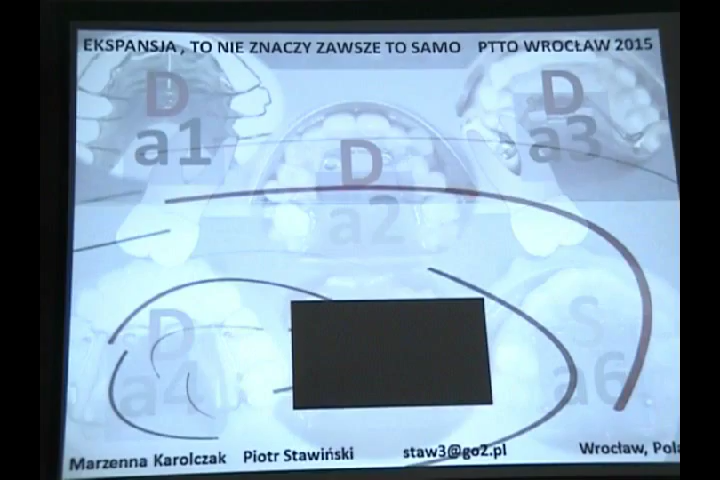 EKSPANSJA, TO NIE ZNACZY ZAWSZE TO SAMO PTTO WROCŁAW 2015
D D
a1 a3
D
a2
D S
a4 a6
Marzenna Karolczak Piotr Stawiński staw3@go2.pl Wrocław,